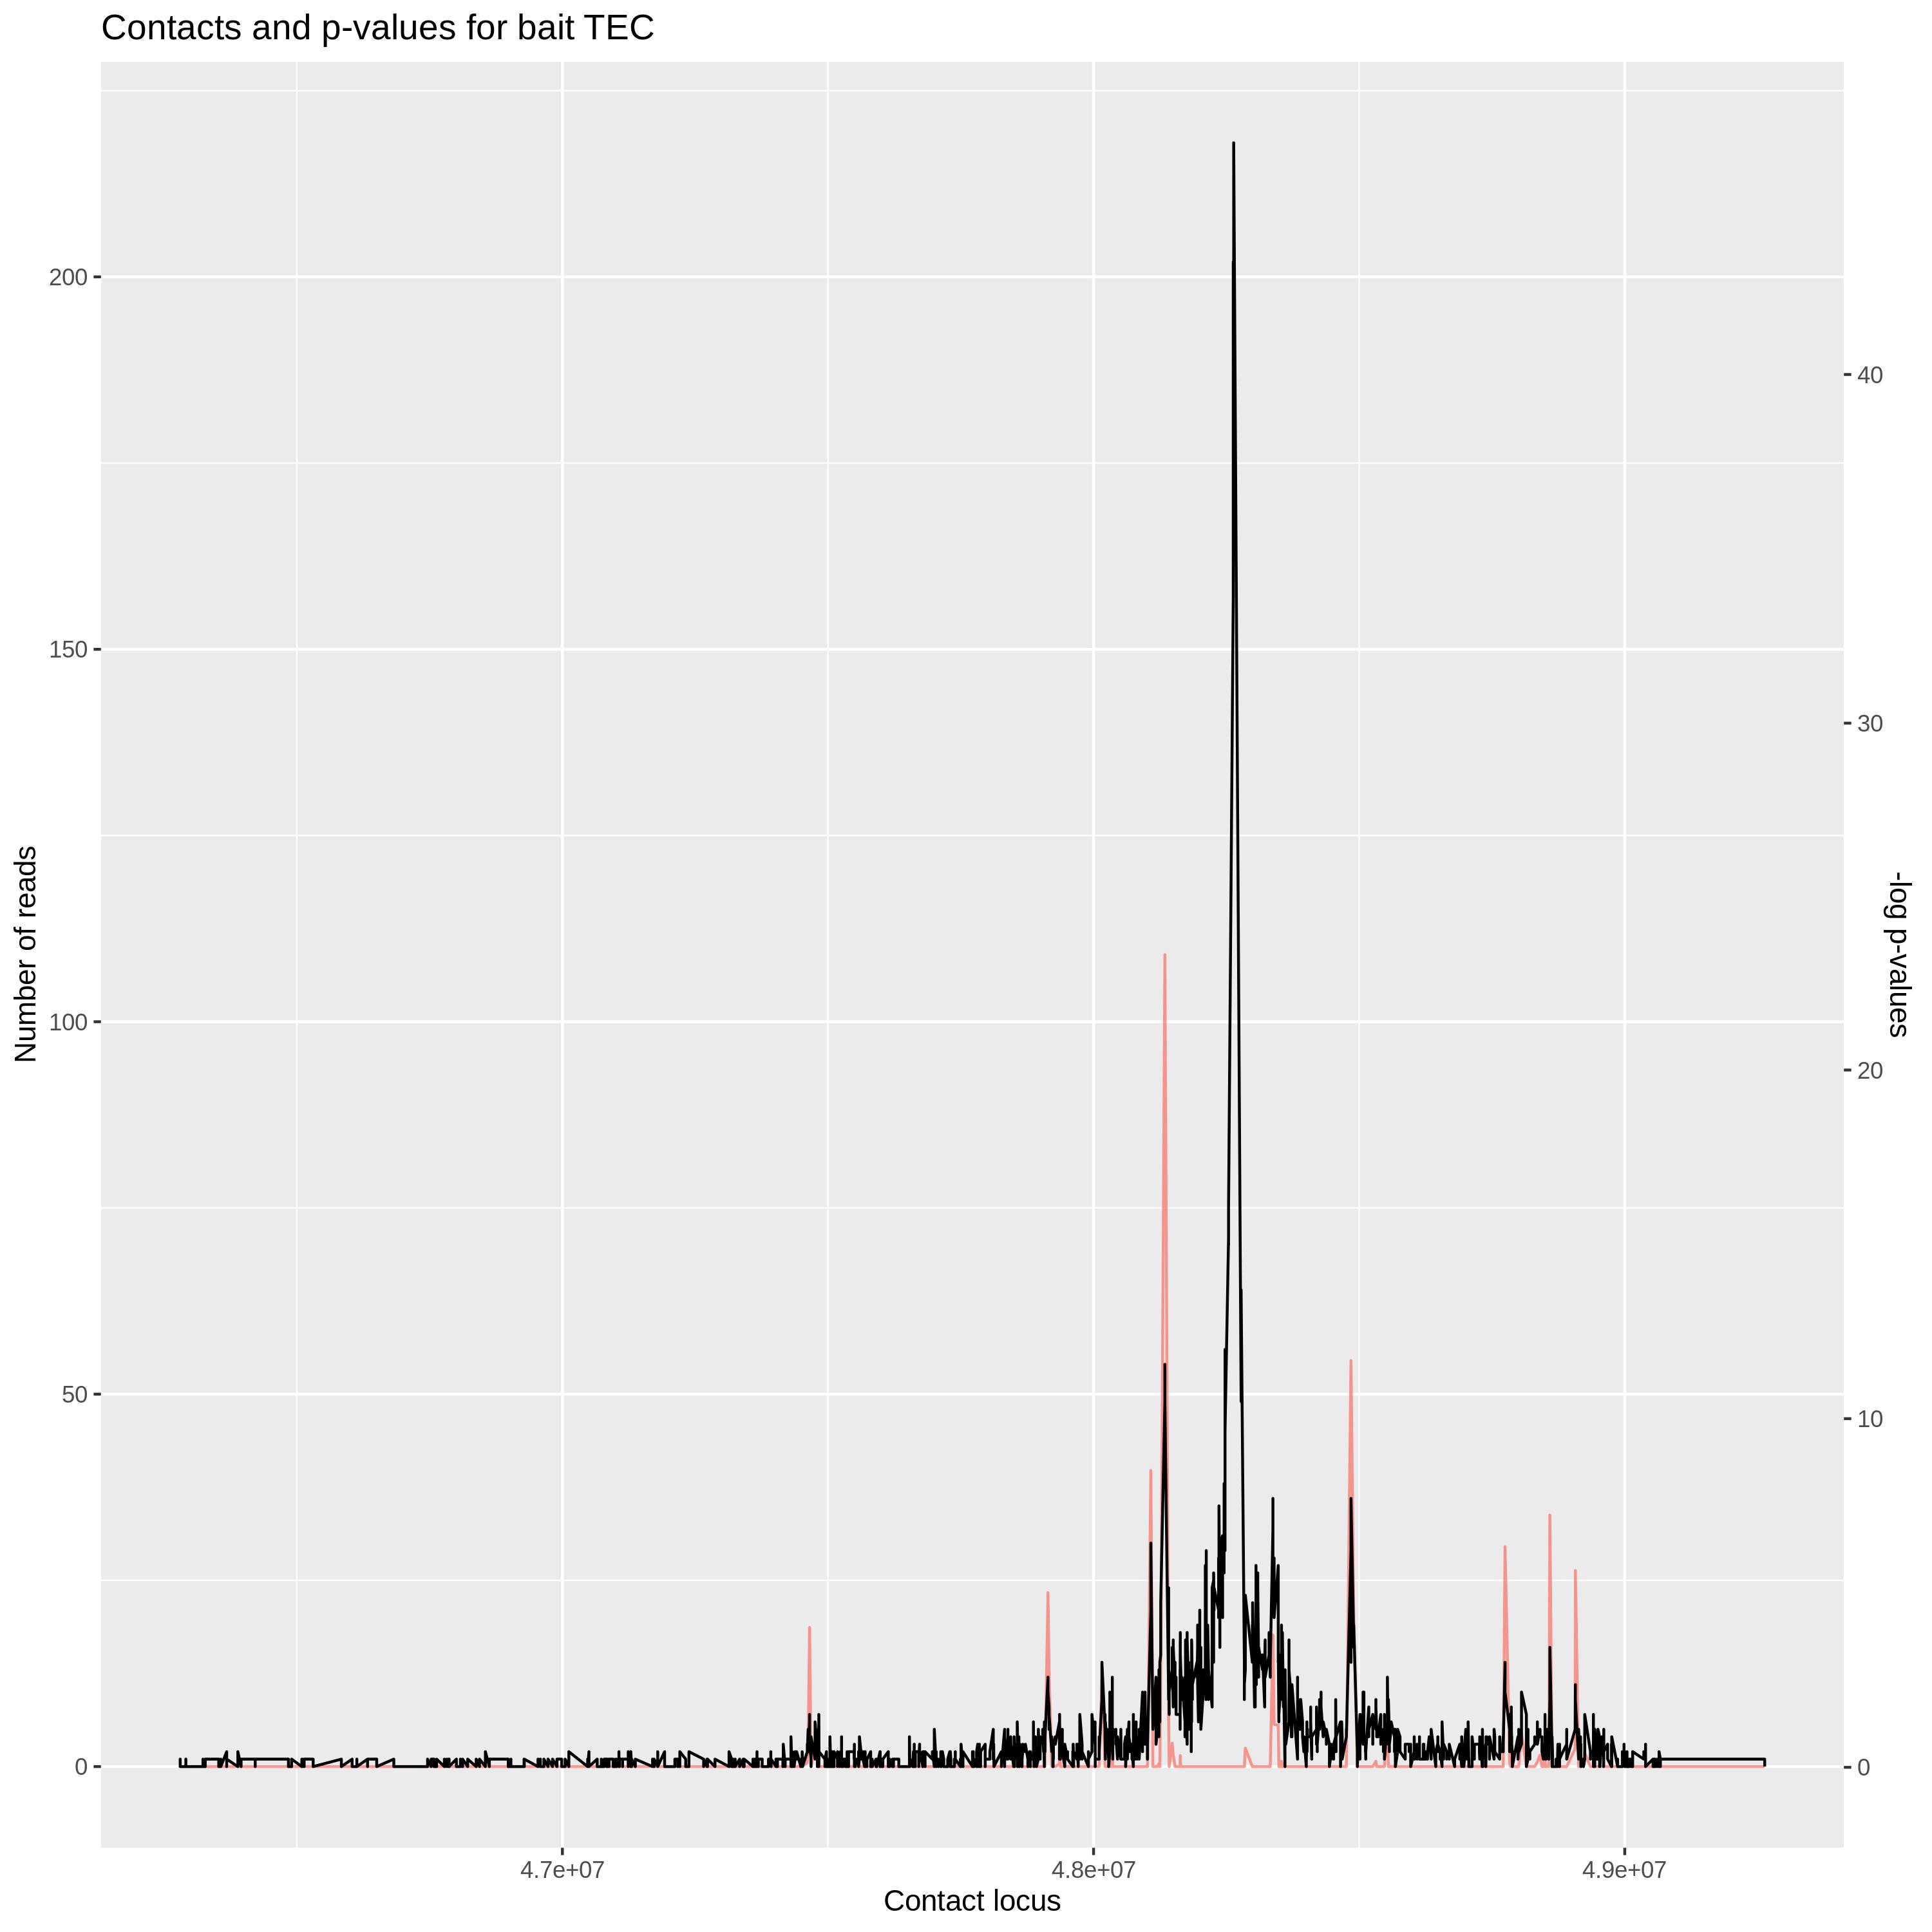 Contacts and p-values for bait TEC
Number of reads
200
150
100
50
0
40
30
20
10
0
-log p-values
4.7e+07
4.8e+07
4.9e+07
Contact locus